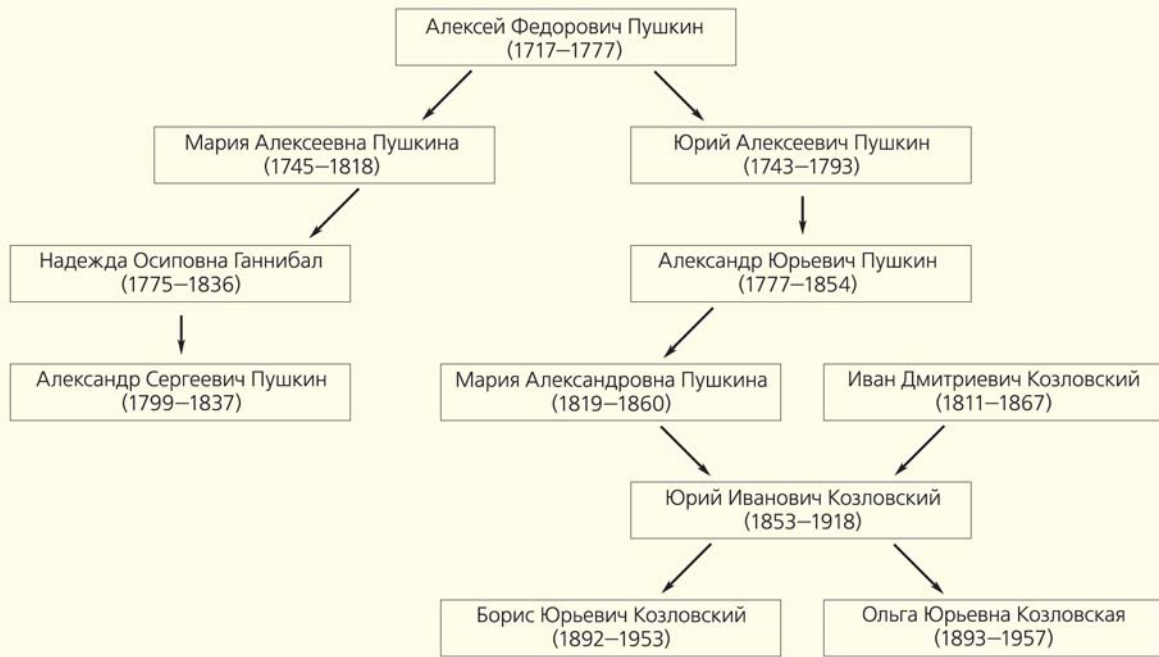 Алексей Федорович Пушкин
(1717–1777)
Мария Алексеевна Пушкина
(1745–1818)
Юрий Алексеевич Пушкин
(1743–1793)
Надежда Осиповна Ганнибал
(1775–1836)
Александр Юрьевич Пушкин
(1777–1854)
Александр Сергеевич Пушкин
(1799–1837)
Мария Александровна Пушкина
(1819–1860)
Иван Дмитриевич Козловский
(1811–1867)
Юрий Иванович Козловский
(1853–1918)
Борис Юрьевич Козловский
(1892–1953)
Ольга Юрьевна Козловская
(1893–1957)